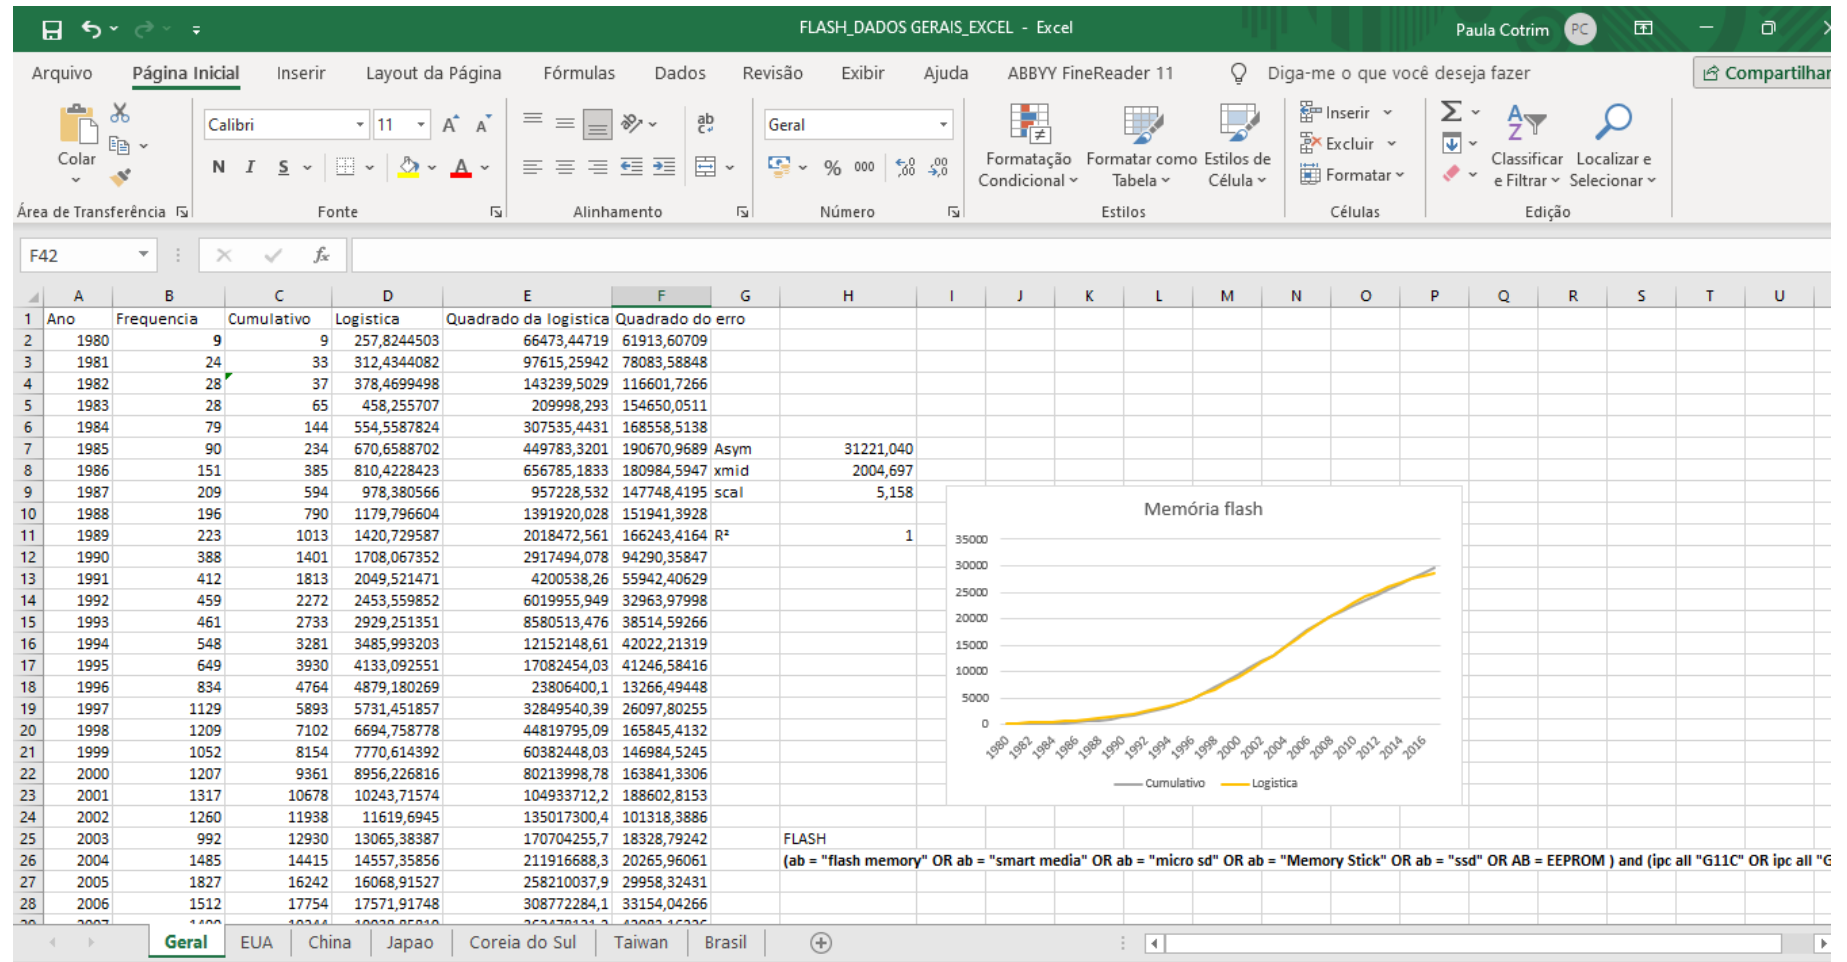 FLASH_DADOS GERAIS_EXCEL - Excel
Paula Cotrim PC
Arquivo Página Inicial Inserir Layout da Página Fórmulas Dados Revisão Exibir Ajuda ABBYY FineReader 11 Diga-me o que você deseja fazer Compartilhar
Colar
Área de Transferência
Calibri 11
N I S
Fonte
ab
Alinhamento
Geral
% 000
Número
Formatação Condicional
Formatar como Tabela
Estilos de Célula
Estilos
Inserir
Excluir
Formatar
Células
Classificar e Filtrar
Localizar e Selecionar
Edição
F42 fx
A B C D E F G H I J K L M N O P Q R S T U
1 Ano Frequencia Cumulativo Logistica Quadrado da logistica Quadrado do erro
2 1980 9 9 257,8244503 66473,44719 61913,60709
3 1981 24 33 312,4344082 97615,25942 78083,58848
4 1982 28 37 378,4699498 143239,5029 116601,7266
5 1983 28 65 458,255707 209998,293 154650,0511
6 1984 79 144 554,5587824 307535,4431 168558,5138
7 1985 90 234 670,6588702 449783,3201 190670,9689 Asym 31221,040
8 1986 151 385 810,4228423 656785,1833 180984,5947 xmid 2004,697
9 1987 209 594 978,380566 957228,532 147748,4195 scal 5,158
10 1988 196 790 1179,796604 1391920,028 151941,3928
11 1989 223 1013 1420,729587 2018472,561 166243,4164 R² 1
12 1990 388 1401 1708,067352 2917494,078 94290,35847
13 1991 412 1813 2049,521471 4200538,26 55942,40629
14 1992 459 2272 2453,559852 6019955,949 32963,97998
15 1993 461 2733 2929,251351 8580513,476 38514,59266
16 1994 548 3281 3485,993203 12152148,61 42022,21319
17 1995 649 3930 4133,092551 17082454,03 41246,58416
18 1996 834 4764 4879,180269 23806400,1 13266,49448
19 1997 1129 5893 5731,451857 32849540,39 26097,80255
20 1998 1209 7102 6694,758778 44819795,09 165845,4132
21 1999 1052 8154 7770,614392 60382448,03 146984,5245
22 2000 1207 9361 8956,226816 80213998,78 163841,3306
23 2001 1317 10678 10243,71574 104933712,2 188602,8153
24 2002 1260 11938 11619,6945 135017300,4 101318,3886
25 2003 992 12930 13065,38387 170704255,7 18328,79242 FLASH
26 2004 1485 14415 14557,35856 211916688,3 20265,96061 (ab = "flash memory" OR ab = "smart media" OR ab = "micro sd" OR ab = "Memory Stick" OR ab = "ssd" OR AB = EEPROM ) and (ipc all "G11C" OR ipc all "G
27 2005 1827 16242 16068,91527 258210037,9 29958,32431
28 2006 1512 17754 17571,91748 308772284,1 33154,04266
Memória flash
35000
30000
25000
20000
15000
10000
5000
0
1980 1982 1984 1986 1988 1990 1992 1994 1996 1998 2000 2002 2004 2006 2008 2010 2012 2014 2016
Cumulativo Logistica
Geral EUA China Japao Coreia do Sul Taiwan Brasil